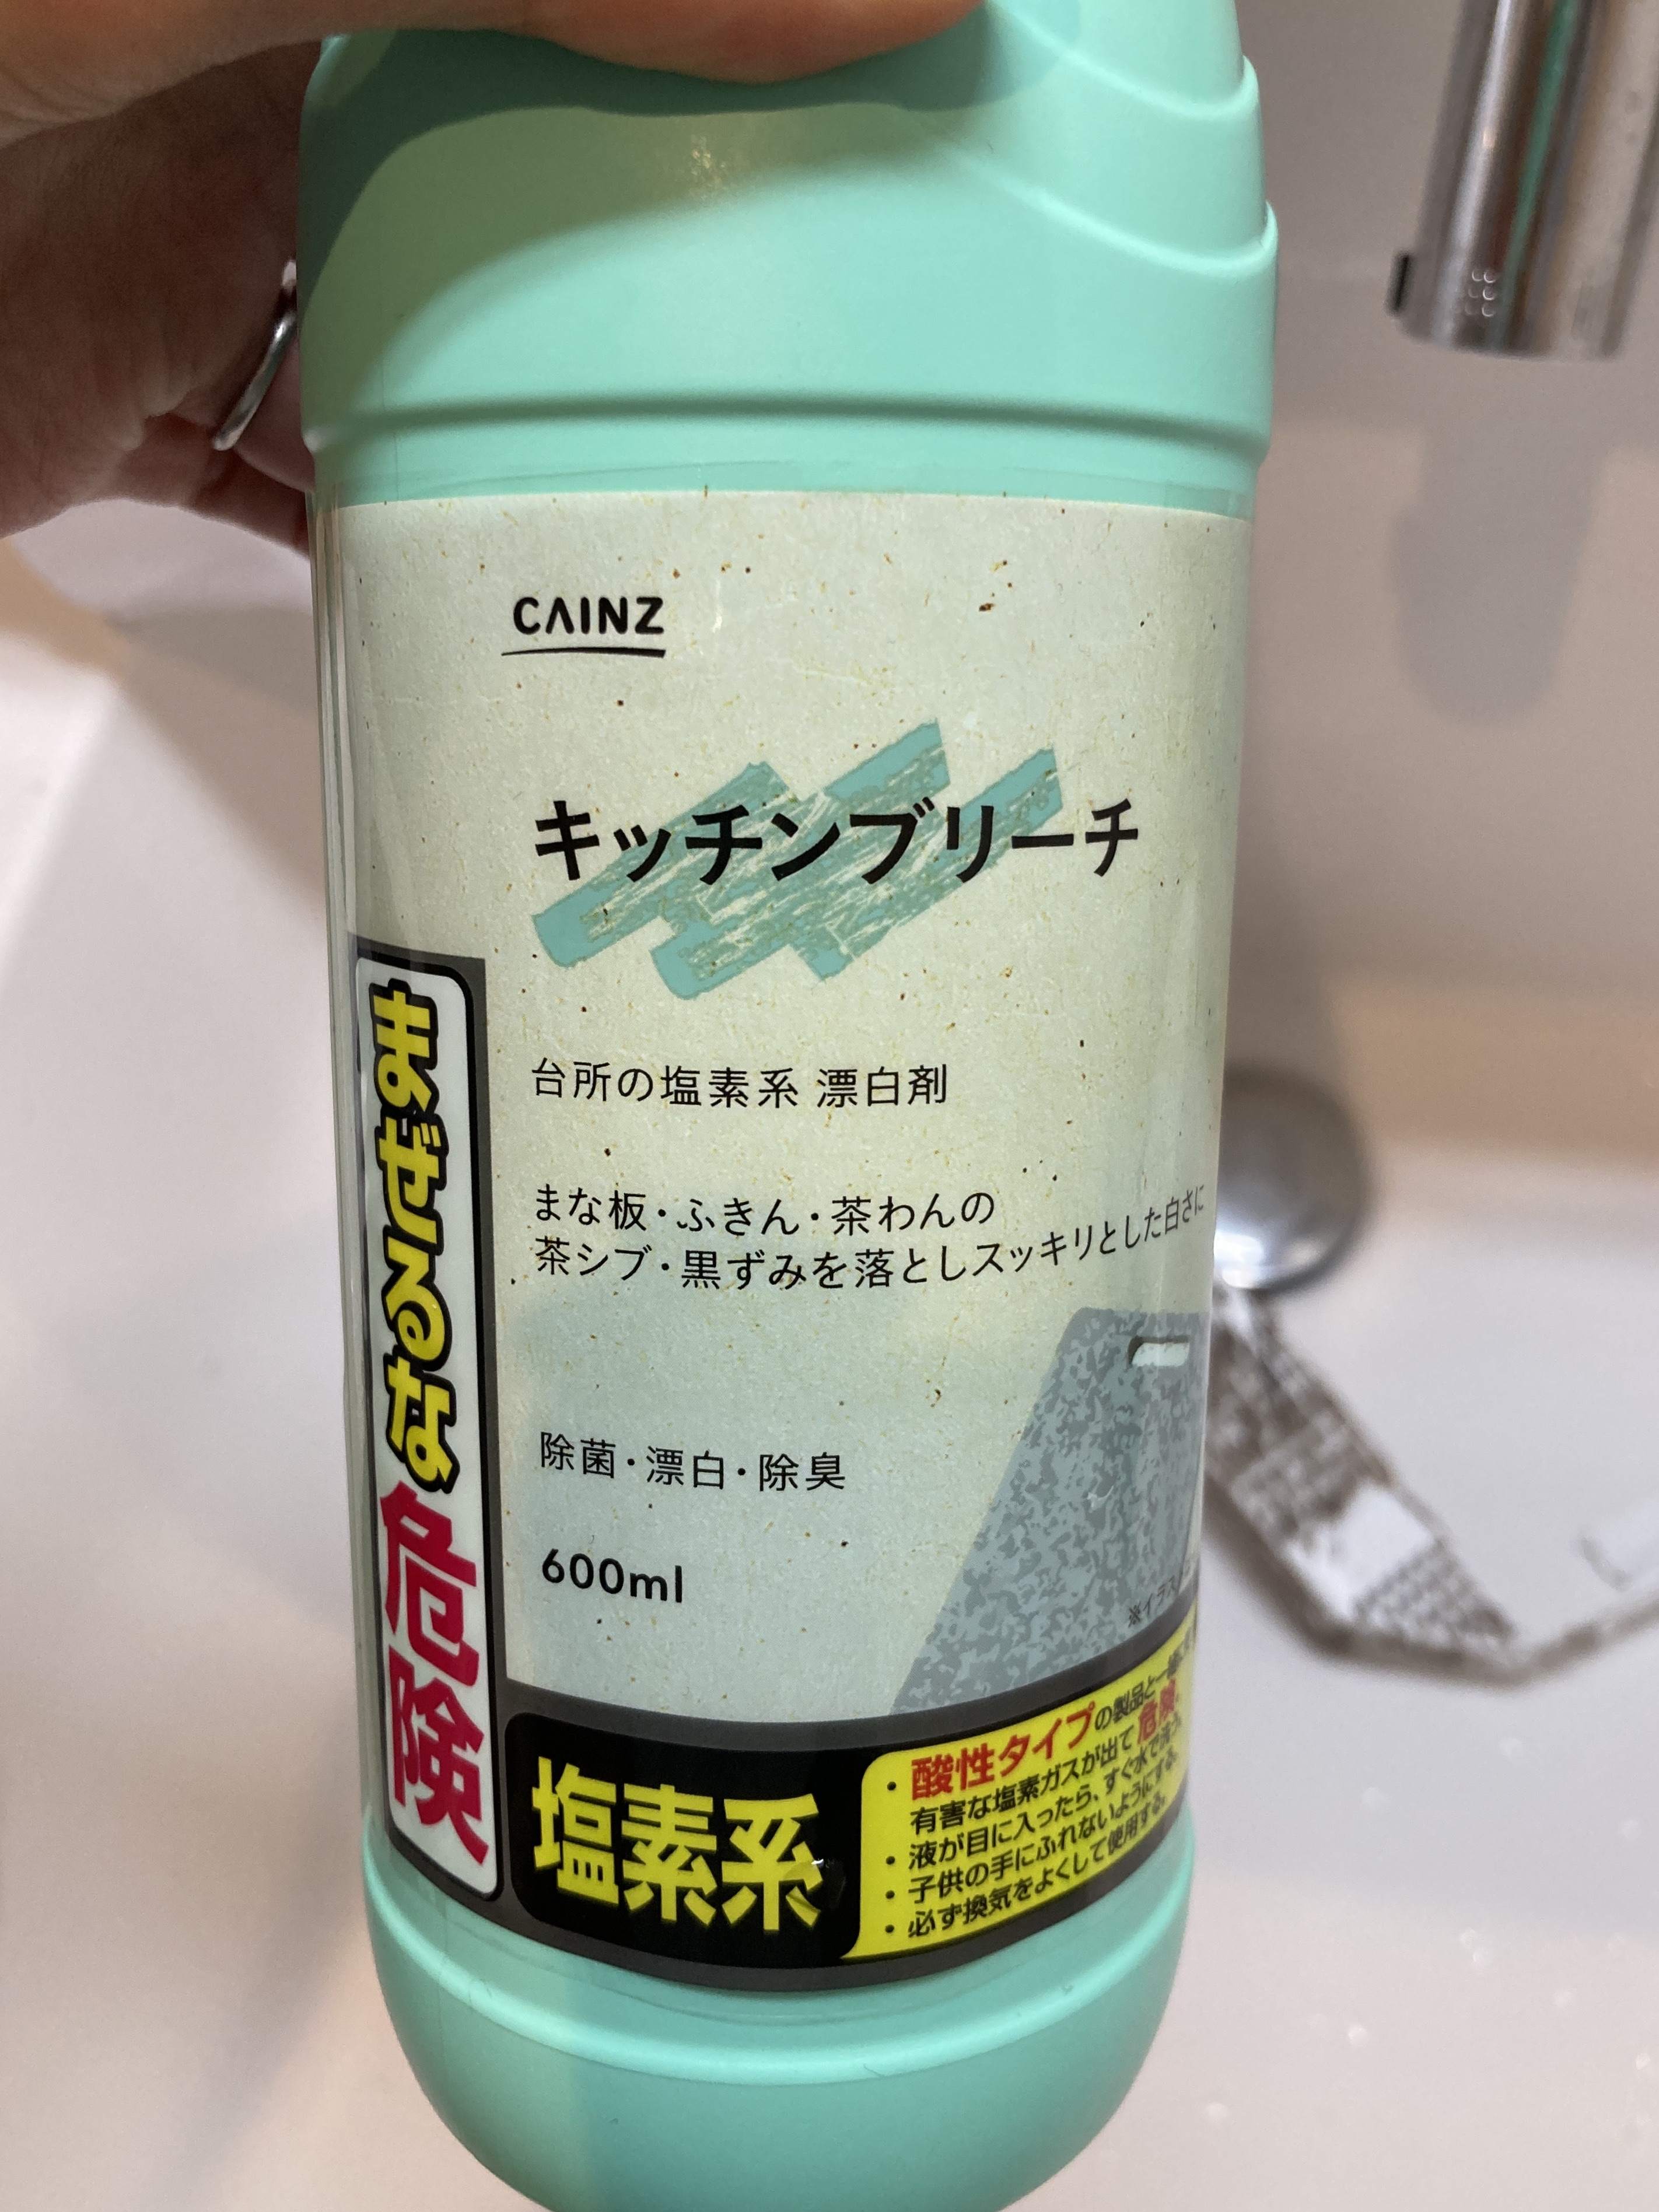 CAINZ
キッチンブリーチ
台所の塩素系 漂白剤
まな板・ふきん・茶わんの
茶シブ・黒ずみを落としスッキリとした白さに
除菌・漂白・除臭
600ml
※イラス
まぜるな危険
塩素系
・酸性タイプの製品と一緒に
有害な塩素ガスが出て危険。
・液が目に入ったら、すぐ水で洗う。
・子供の手にふれないようにする。
・必ず換気をよくして使用する。